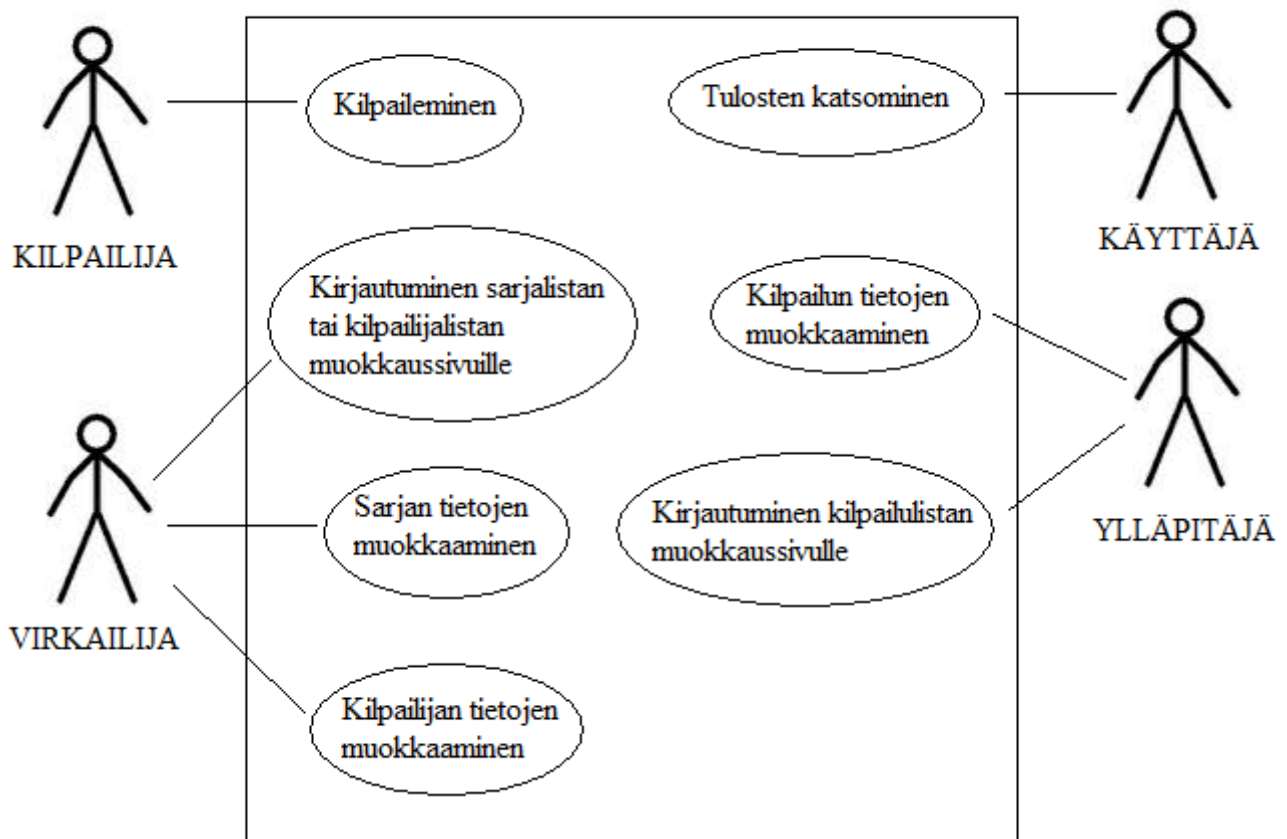 Kilpaileminen
Tulosten katsominen
KILPAILIJA
KÄYTTÄJÄ
Kirjautuminen sarjalistan
tai kilpailijalistan
muokkaussivuille
Kilpailun tietojen
muokkaaminen
Sarjan tietojen
muokkaaminen
Kirjautuminen kilpailulistan
muokkaussivulle
YLLÄPITÄJÄ
VIRKAILIJA
Kilpailijan tietojen
muokkaaminen